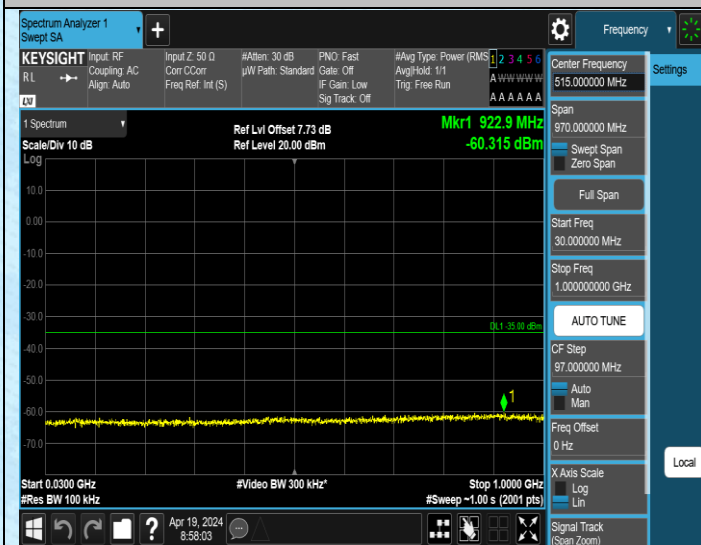 Spectrum Analyzer 1
Swept SA
Frequency
KEYSIGHT
RL
LXI
Input: RF
Coupling: AC
Align: Auto
Input Z: 50 Ω
Corr CCorr
Freq Ref: Int (S)
#Atten: 30 dB
µW Path: Standard
PNO: Fast
Gate: Off
IF Gain: Low
Sig Track: Off
#Avg Type: Power (RMS
Avg|Hold: 1/1
Trig: Free Run
1 2 3 4 5 6
A W W W W W
A A A A A A
1 Spectrum
Scale/Div 10 dB
Ref Lvl Offset 7.73 dB
Ref Level 20.00 dBm
Mkr1 922.9 MHz
-60.315 dBm
Log
10.0
0.00
-10.0
-20.0
-30.0
DL1 -35.00 dBm
-40.0
-50.0
1
-60.0
-70.0
Start 0.0300 GHz
#Res BW 100 kHz
#Video BW 300 kHz*
Stop 1.0000 GHz
#Sweep ~1.00 s (2001 pts)
?
Apr 19, 2024
8:58:03
Center Frequency
515.000000 MHz
Span
970.000000 MHz
Swept Span
Zero Span
Full Span
Start Freq
30.000000 MHz
Stop Freq
1.000000000 GHz
AUTO TUNE
CF Step
97.000000 MHz
Auto
Man
Freq Offset
0 Hz
X Axis Scale
Log
Lin
Signal Track
(Span Zoom)
Settings
Local